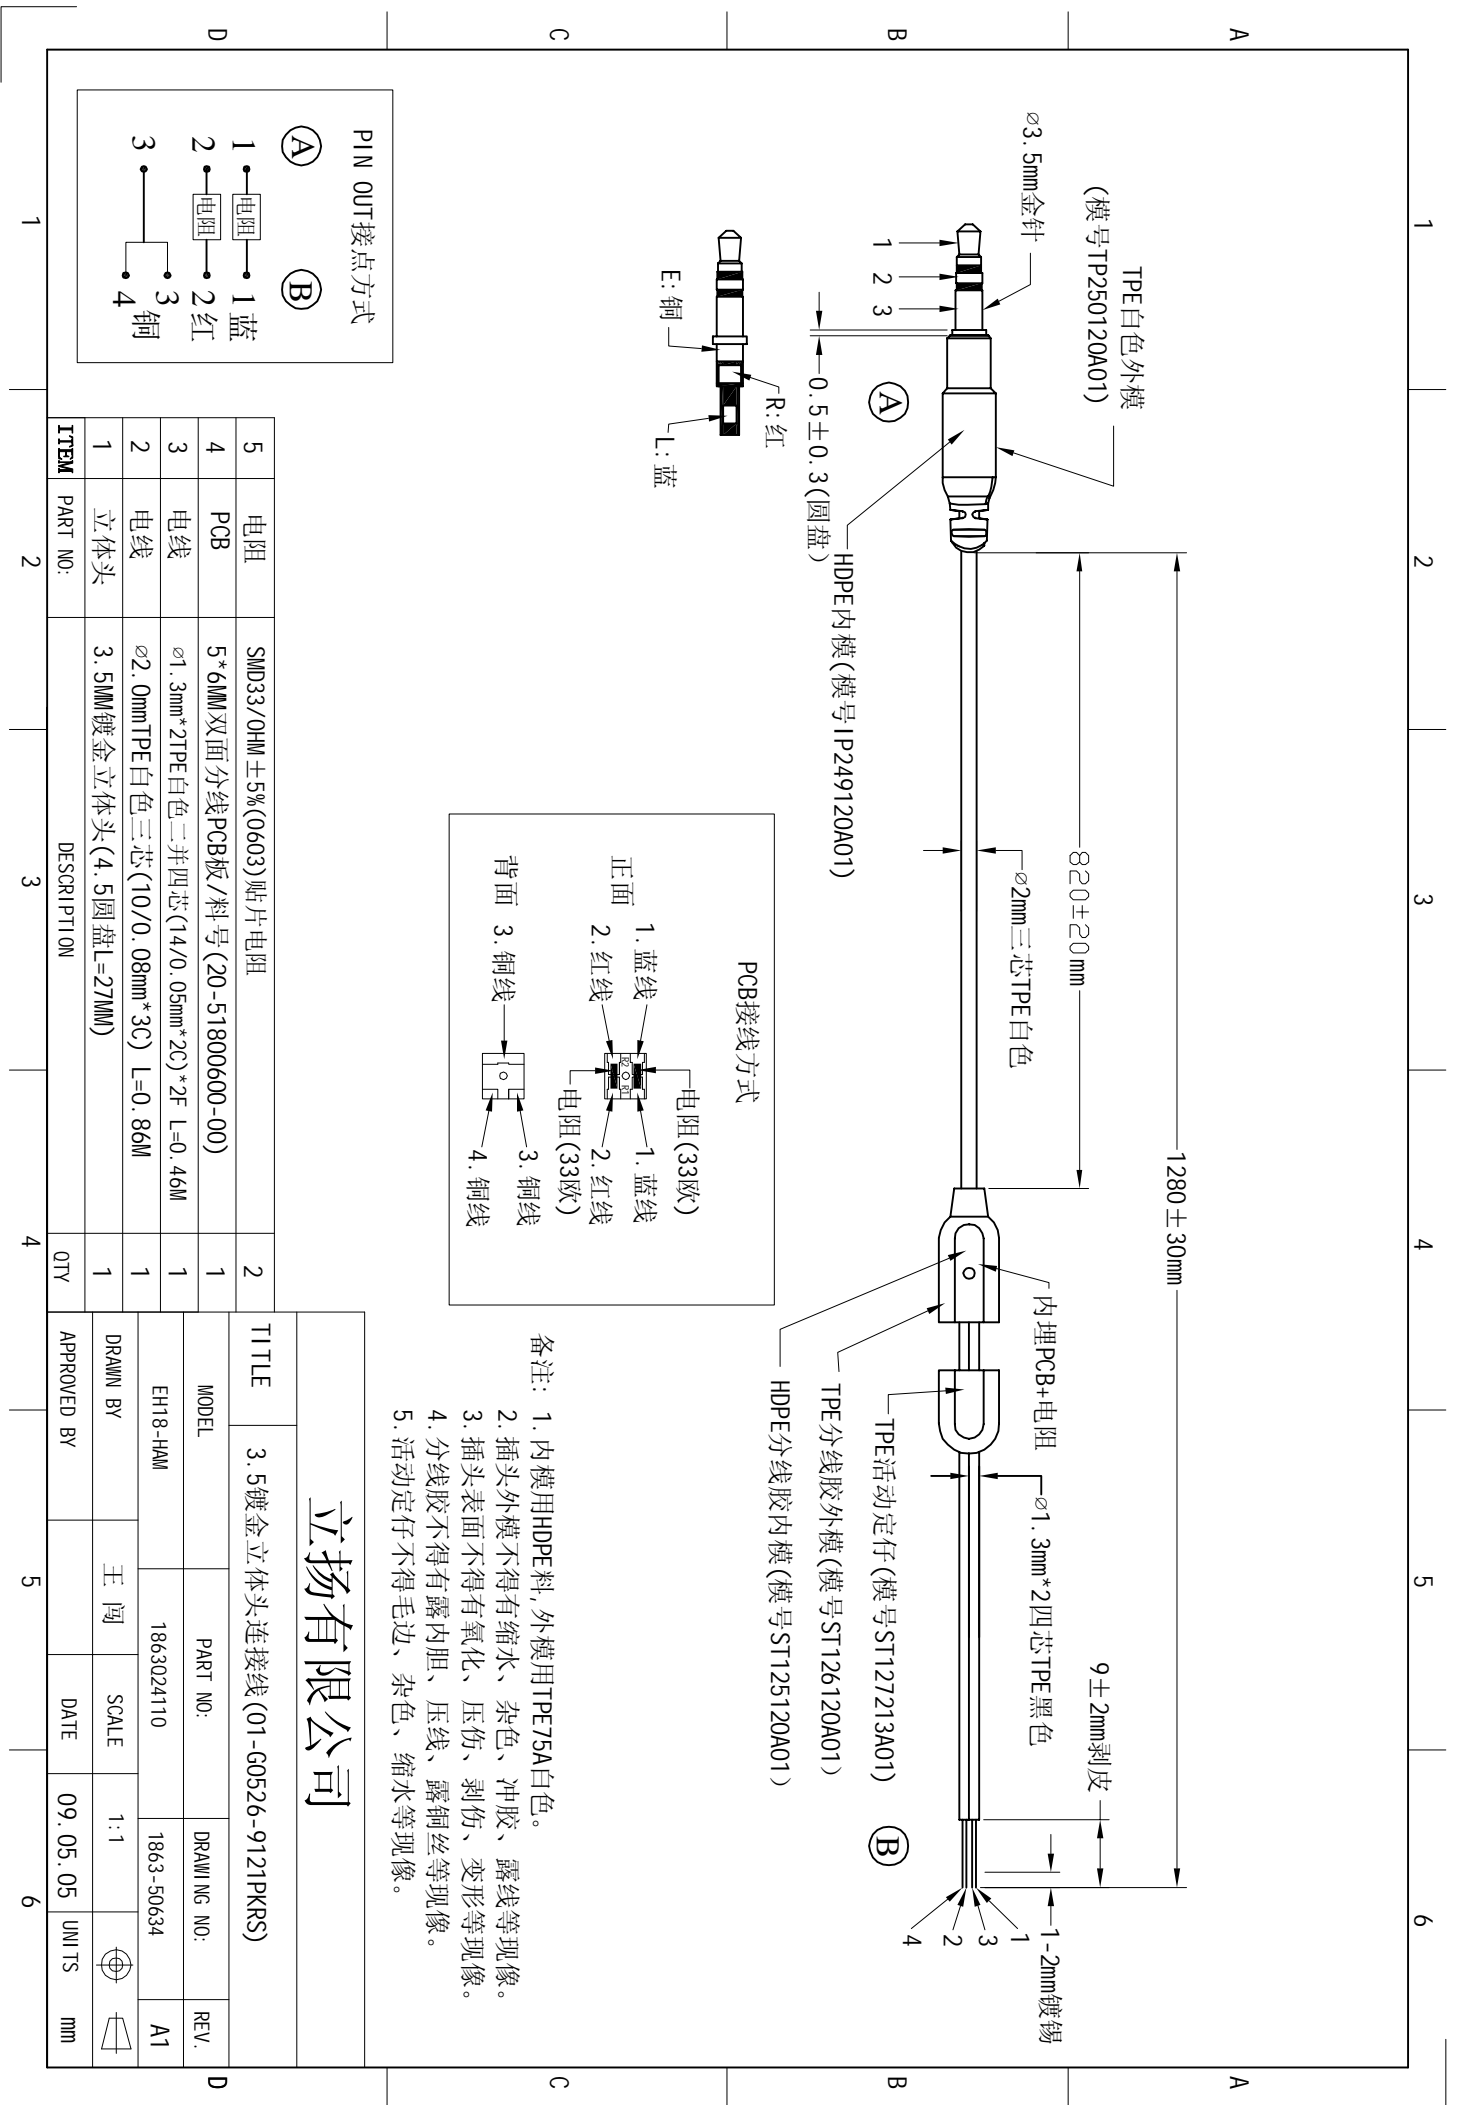 1
2
3
4
5
6
A
B
C
D
TPE白色外模
(模号TP250120A01)
⌀3.5mm金针
1
2
3
0.5±0.3(圆盘)
A
HDPE内模(模号IP249120A01)
E:铜
R:红
L:蓝
820±20mm
1280±30mm
⌀2mm三芯TPE白色
内埋PCB+电阻
⌀1.3mm*2四芯TPE黑色
9±2mm剥皮
1-2mm镀锡
B
1
3
2
4
TPE活动定仔(模号ST127213A01)
TPE分线胶外模(模号ST126120A01)
HDPE分线胶内模(模号ST125120A01)
PCB接线方式
正面
1.蓝线
2.红线
电阻(33欧)
1.蓝线
2.红线
电阻(33欧)
R2
R1
背面
3.铜线
3.铜线
4.铜线
PIN OUT接点方式
A
B
1
电阻
1蓝
2
电阻
2红
3
3
4
铜
备注: 1.内模用HDPE料,外模用TPE75A白色。
2.插头外模不得有缩水、杂色、冲胶、露线等现像。
3.插头表面不得有氧化、压伤、剥伤、变形等现像。
4.分线胶不得有露内胆、压线、露铜丝等现像。
5.活动定仔不得毛边、杂色、缩水等现像。
5 电阻 SMD33/OHM±5%(0603)贴片电阻 2
4 PCB 5*6MM双面分线PCB板/料号(20-51800600-00) 1
3 电线 ⌀1.3mm*2TPE白色二并四芯(14/0.05mm*2C)*2F L=0.46M 1
2 电线 ⌀2.0mmTPE白色三芯(10/0.08mm*3C) L=0.86M 1
1 立体头 3.5MM镀金立体头(4.5圆盘L=27MM) 1
ITEM PART NO: DESCRIPTION QTY
立扬有限公司
TITLE 3.5镀金立体头连接线(01-G0526-9121PKRS)
MODEL PART NO: DRAWING NO: REV.
EH18-HAM 1863Q24110 1863-50634 A1
DRAWN BY 王 闯 SCALE 1:1
APPROVED BY DATE 09.05.05 UNITS mm
1
2
3
4
5
6
A
B
C
D